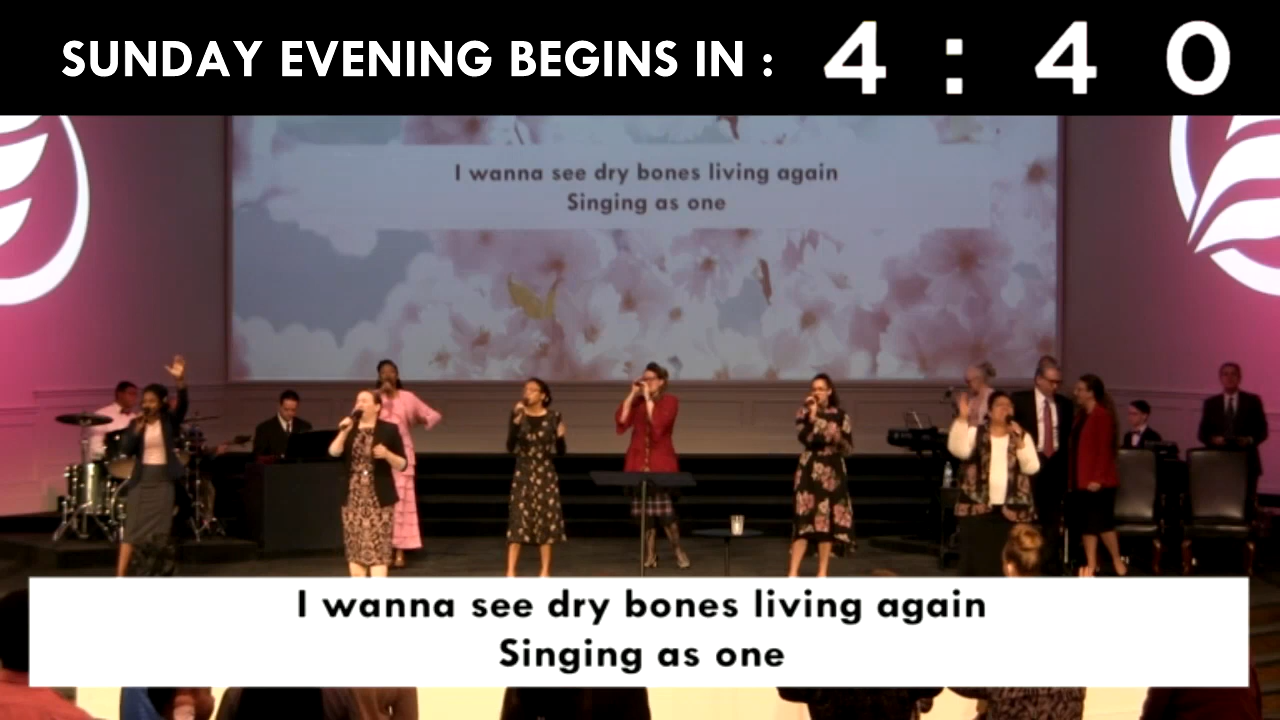 SUNDAY EVENING BEGINS IN : 4 : 4 0
I wanna see dry bones living again
Singing as one
I wanna see dry bones living again
Singing as one